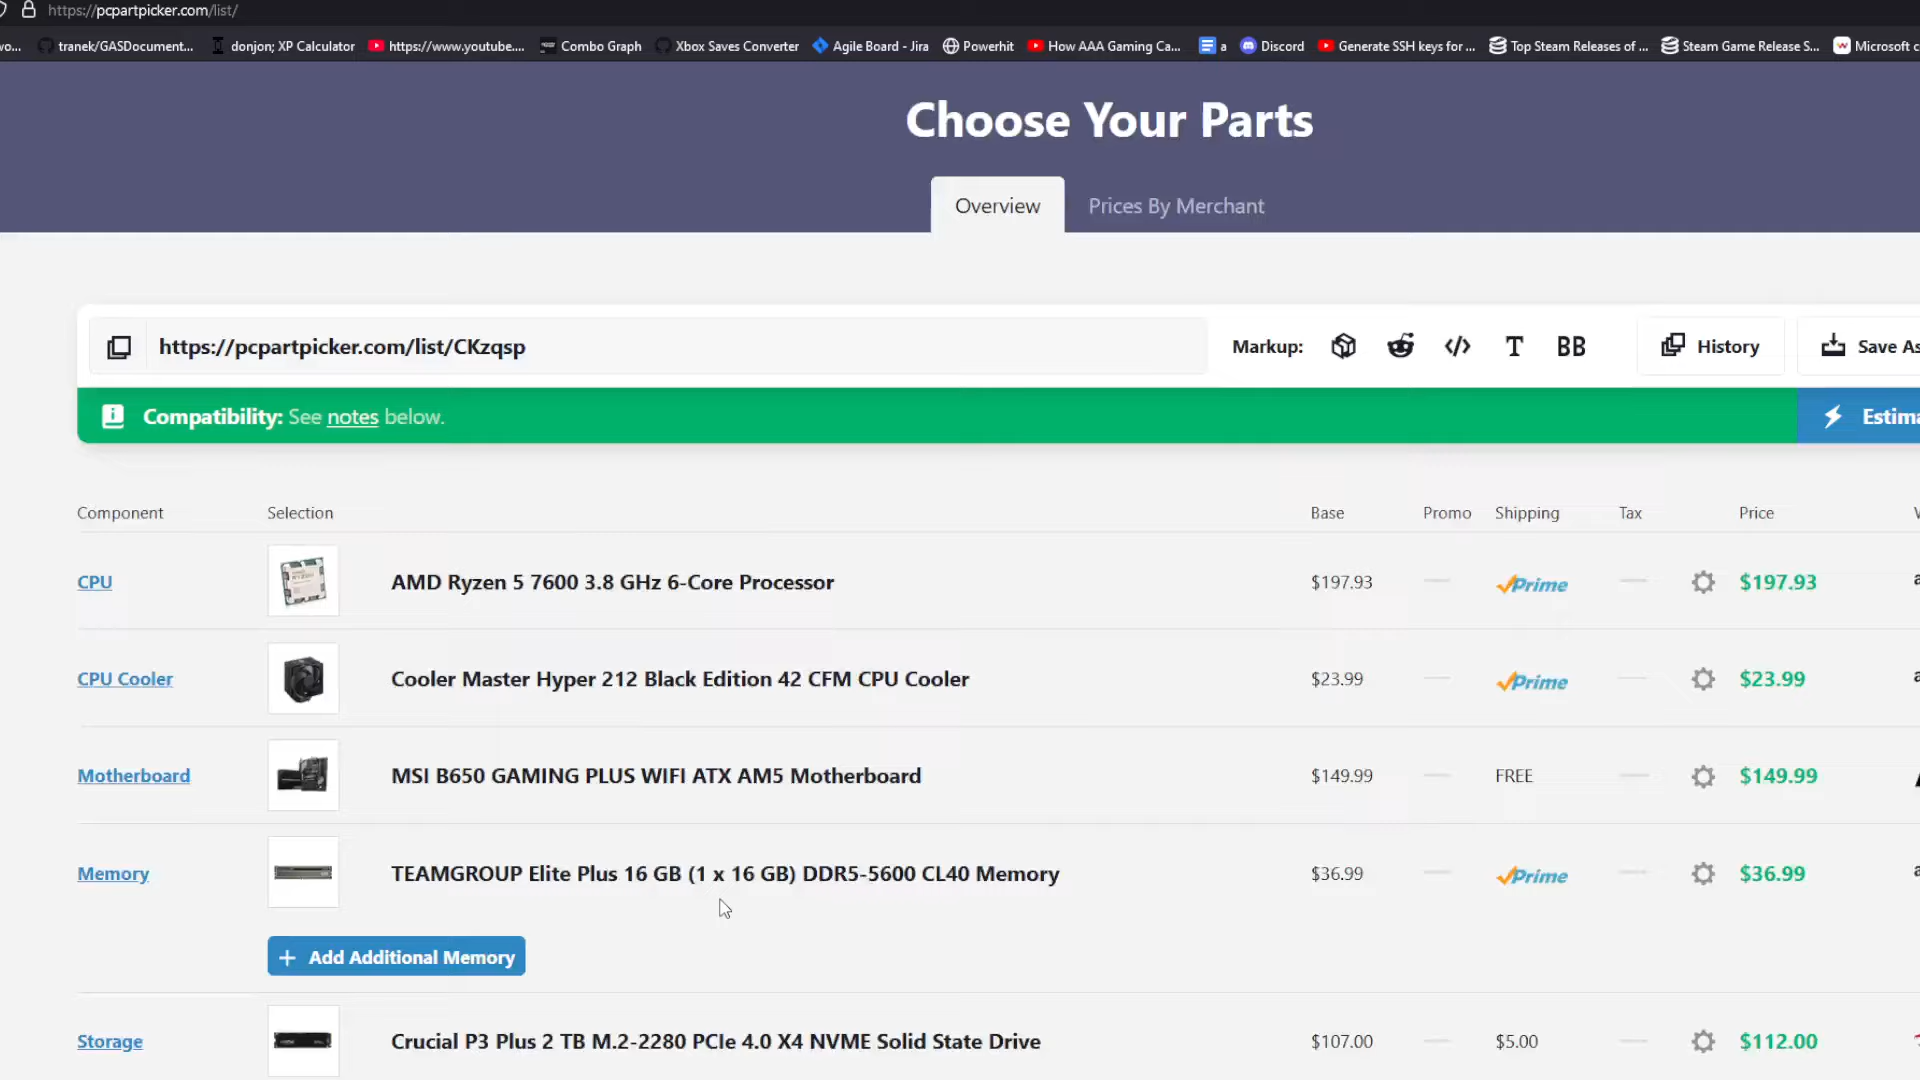 https://pcpartpicker.com/list/
wo... tranek/GASDocument... donjon; XP Calculator https://www.youtube.... Combo Graph Xbox Saves Converter Agile Board - Jira Powerhit How AAA Gaming Ca... a Discord Generate SSH keys for ... Top Steam Releases of ... Steam Game Release S... Microsoft c
Choose Your Parts
Overview Prices By Merchant
https://pcpartpicker.com/list/CKzqsp Markup: T BB History Save As
Compatibility: See notes below. Estima
Component Selection Base Promo Shipping Tax Price
CPU AMD Ryzen 5 7600 3.8 GHz 6-Core Processor $197.93 Prime $197.93
CPU Cooler Cooler Master Hyper 212 Black Edition 42 CFM CPU Cooler $23.99 Prime $23.99
Motherboard MSI B650 GAMING PLUS WIFI ATX AM5 Motherboard $149.99 FREE $149.99
Memory TEAMGROUP Elite Plus 16 GB (1 x 16 GB) DDR5-5600 CL40 Memory $36.99 Prime $36.99
+ Add Additional Memory
Storage Crucial P3 Plus 2 TB M.2-2280 PCIe 4.0 X4 NVME Solid State Drive $107.00 $5.00 $112.00